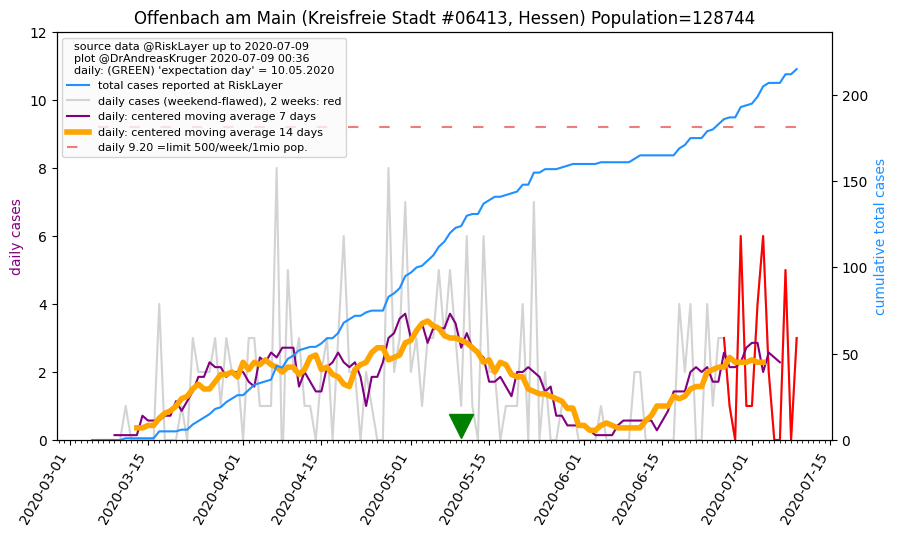 Offenbach am Main (Kreisfreie Stadt #06413, Hessen) Population=128744
source data @RiskLayer up to 2020-07-09
plot @DrAndreasKruger 2020-07-09 00:36
daily: (GREEN) 'expectation day' = 10.05.2020
total cases reported at RiskLayer
daily cases (weekend-flawed), 2 weeks: red
daily: centered moving average 7 days
daily: centered moving average 14 days
daily 9.20 =limit 500/week/1mio pop.
daily cases
12
10
8
6
4
2
0
cumulative total cases
200
150
100
50
0
2020-03-01
2020-03-15
2020-04-01
2020-04-15
2020-05-01
2020-05-15
2020-06-01
2020-06-15
2020-07-01
2020-07-15